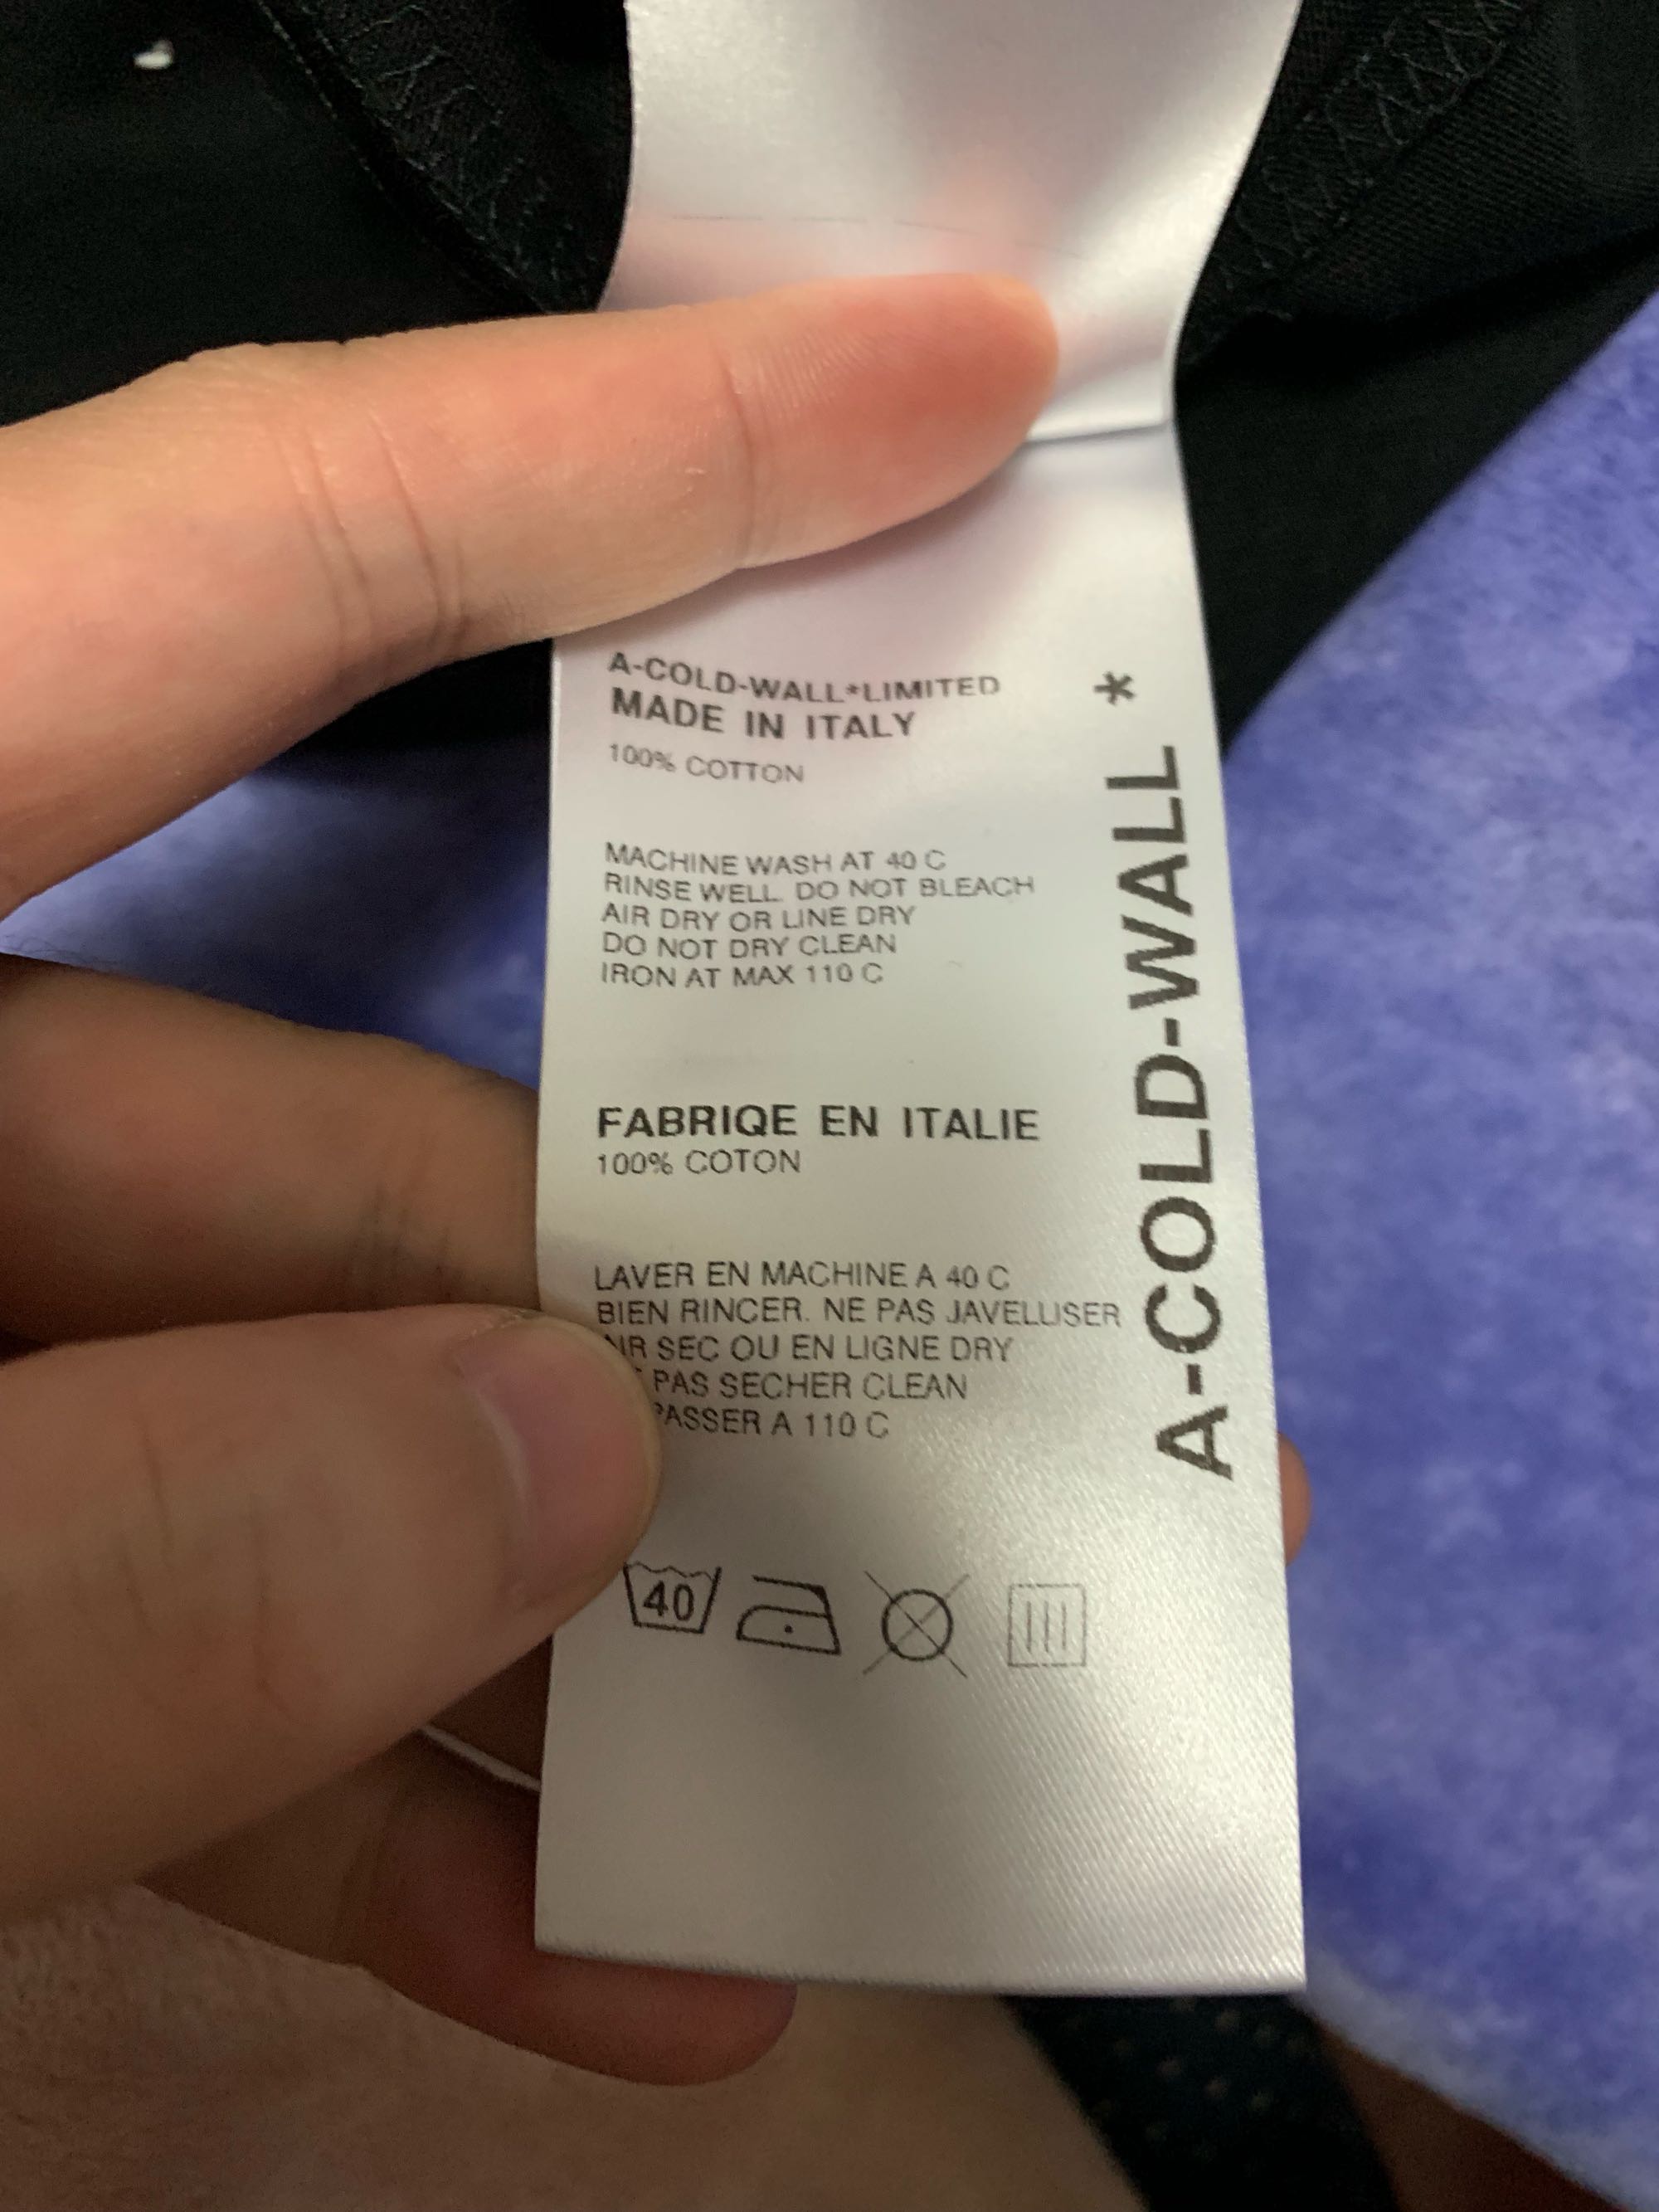 A-COLD-WALL*LIMITED
MADE IN ITALY
100% COTTON
MACHINE WASH AT 40 C
RINSE WELL. DO NOT BLEACH
AIR DRY OR LINE DRY
DO NOT DRY CLEAN
IRON AT MAX 110 C
FABRIQE EN ITALIE
100% COTON
LAVER EN MACHINE A 40 C
BIEN RINCER. NE PAS JAVELLISER
SEC OU EN LIGNE DRY
PAS SECHER CLEAN
A 110 C
40
A-COLD-WALL *